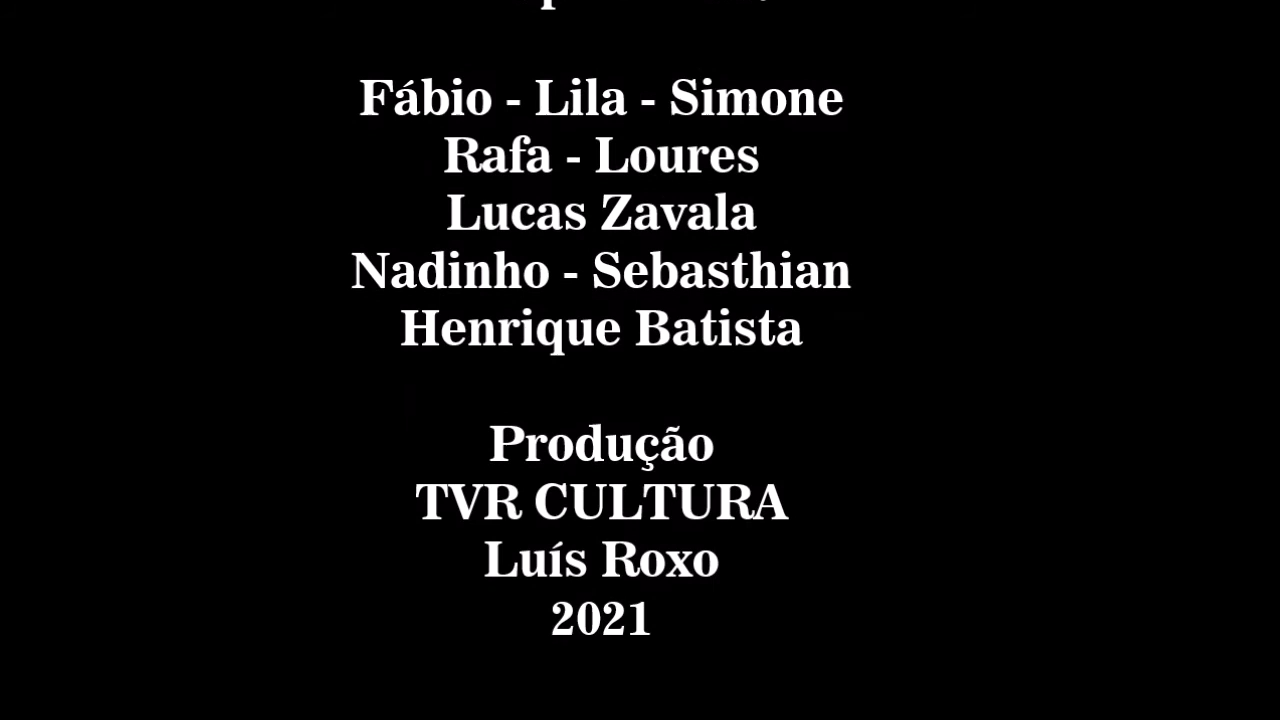 Fábio - Lila - Simone
Rafa - Loures
Lucas Zavala
Nadinho - Sebasthian
Henrique Batista
Produção
TVR CULTURA
Luís Roxo
2021